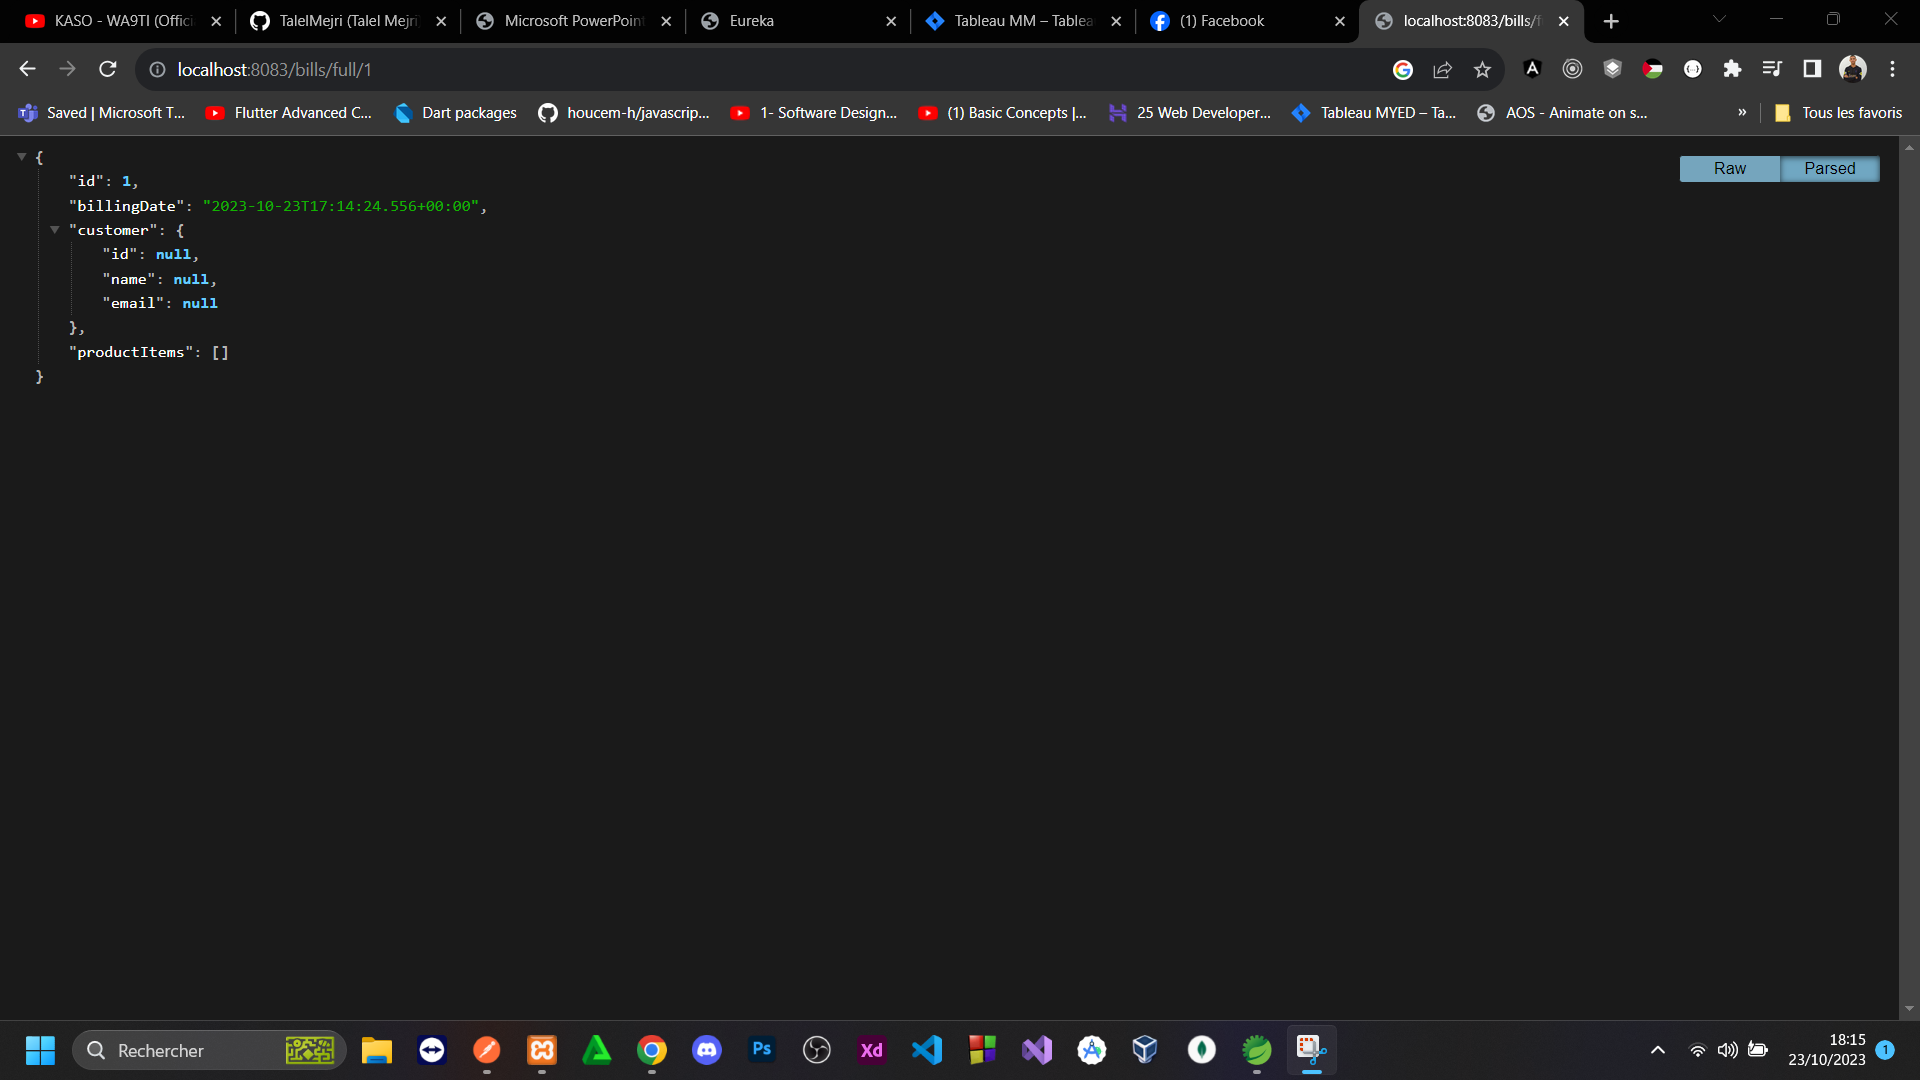 KASO - WA9TI (Offici
TalelMejri (Talel Mejri
Microsoft PowerPoint
Eureka
Tableau MM – Tablea
(1) Facebook
localhost:8083/bills/f
localhost:8083/bills/full/1
Saved | Microsoft T...
Flutter Advanced C...
Dart packages
houcem-h/javascrip...
1- Software Design...
(1) Basic Concepts |...
25 Web Developer...
Tableau MYED – Ta...
AOS - Animate on s...
»
Tous les favoris
Raw
Parsed
{
"id": 1,
"billingDate": "2023-10-23T17:14:24.556+00:00",
"customer": {
"id": null,
"name": null,
"email": null
},
"productItems": []
}
Rechercher
Ps
Xd
18:15
23/10/2023
1